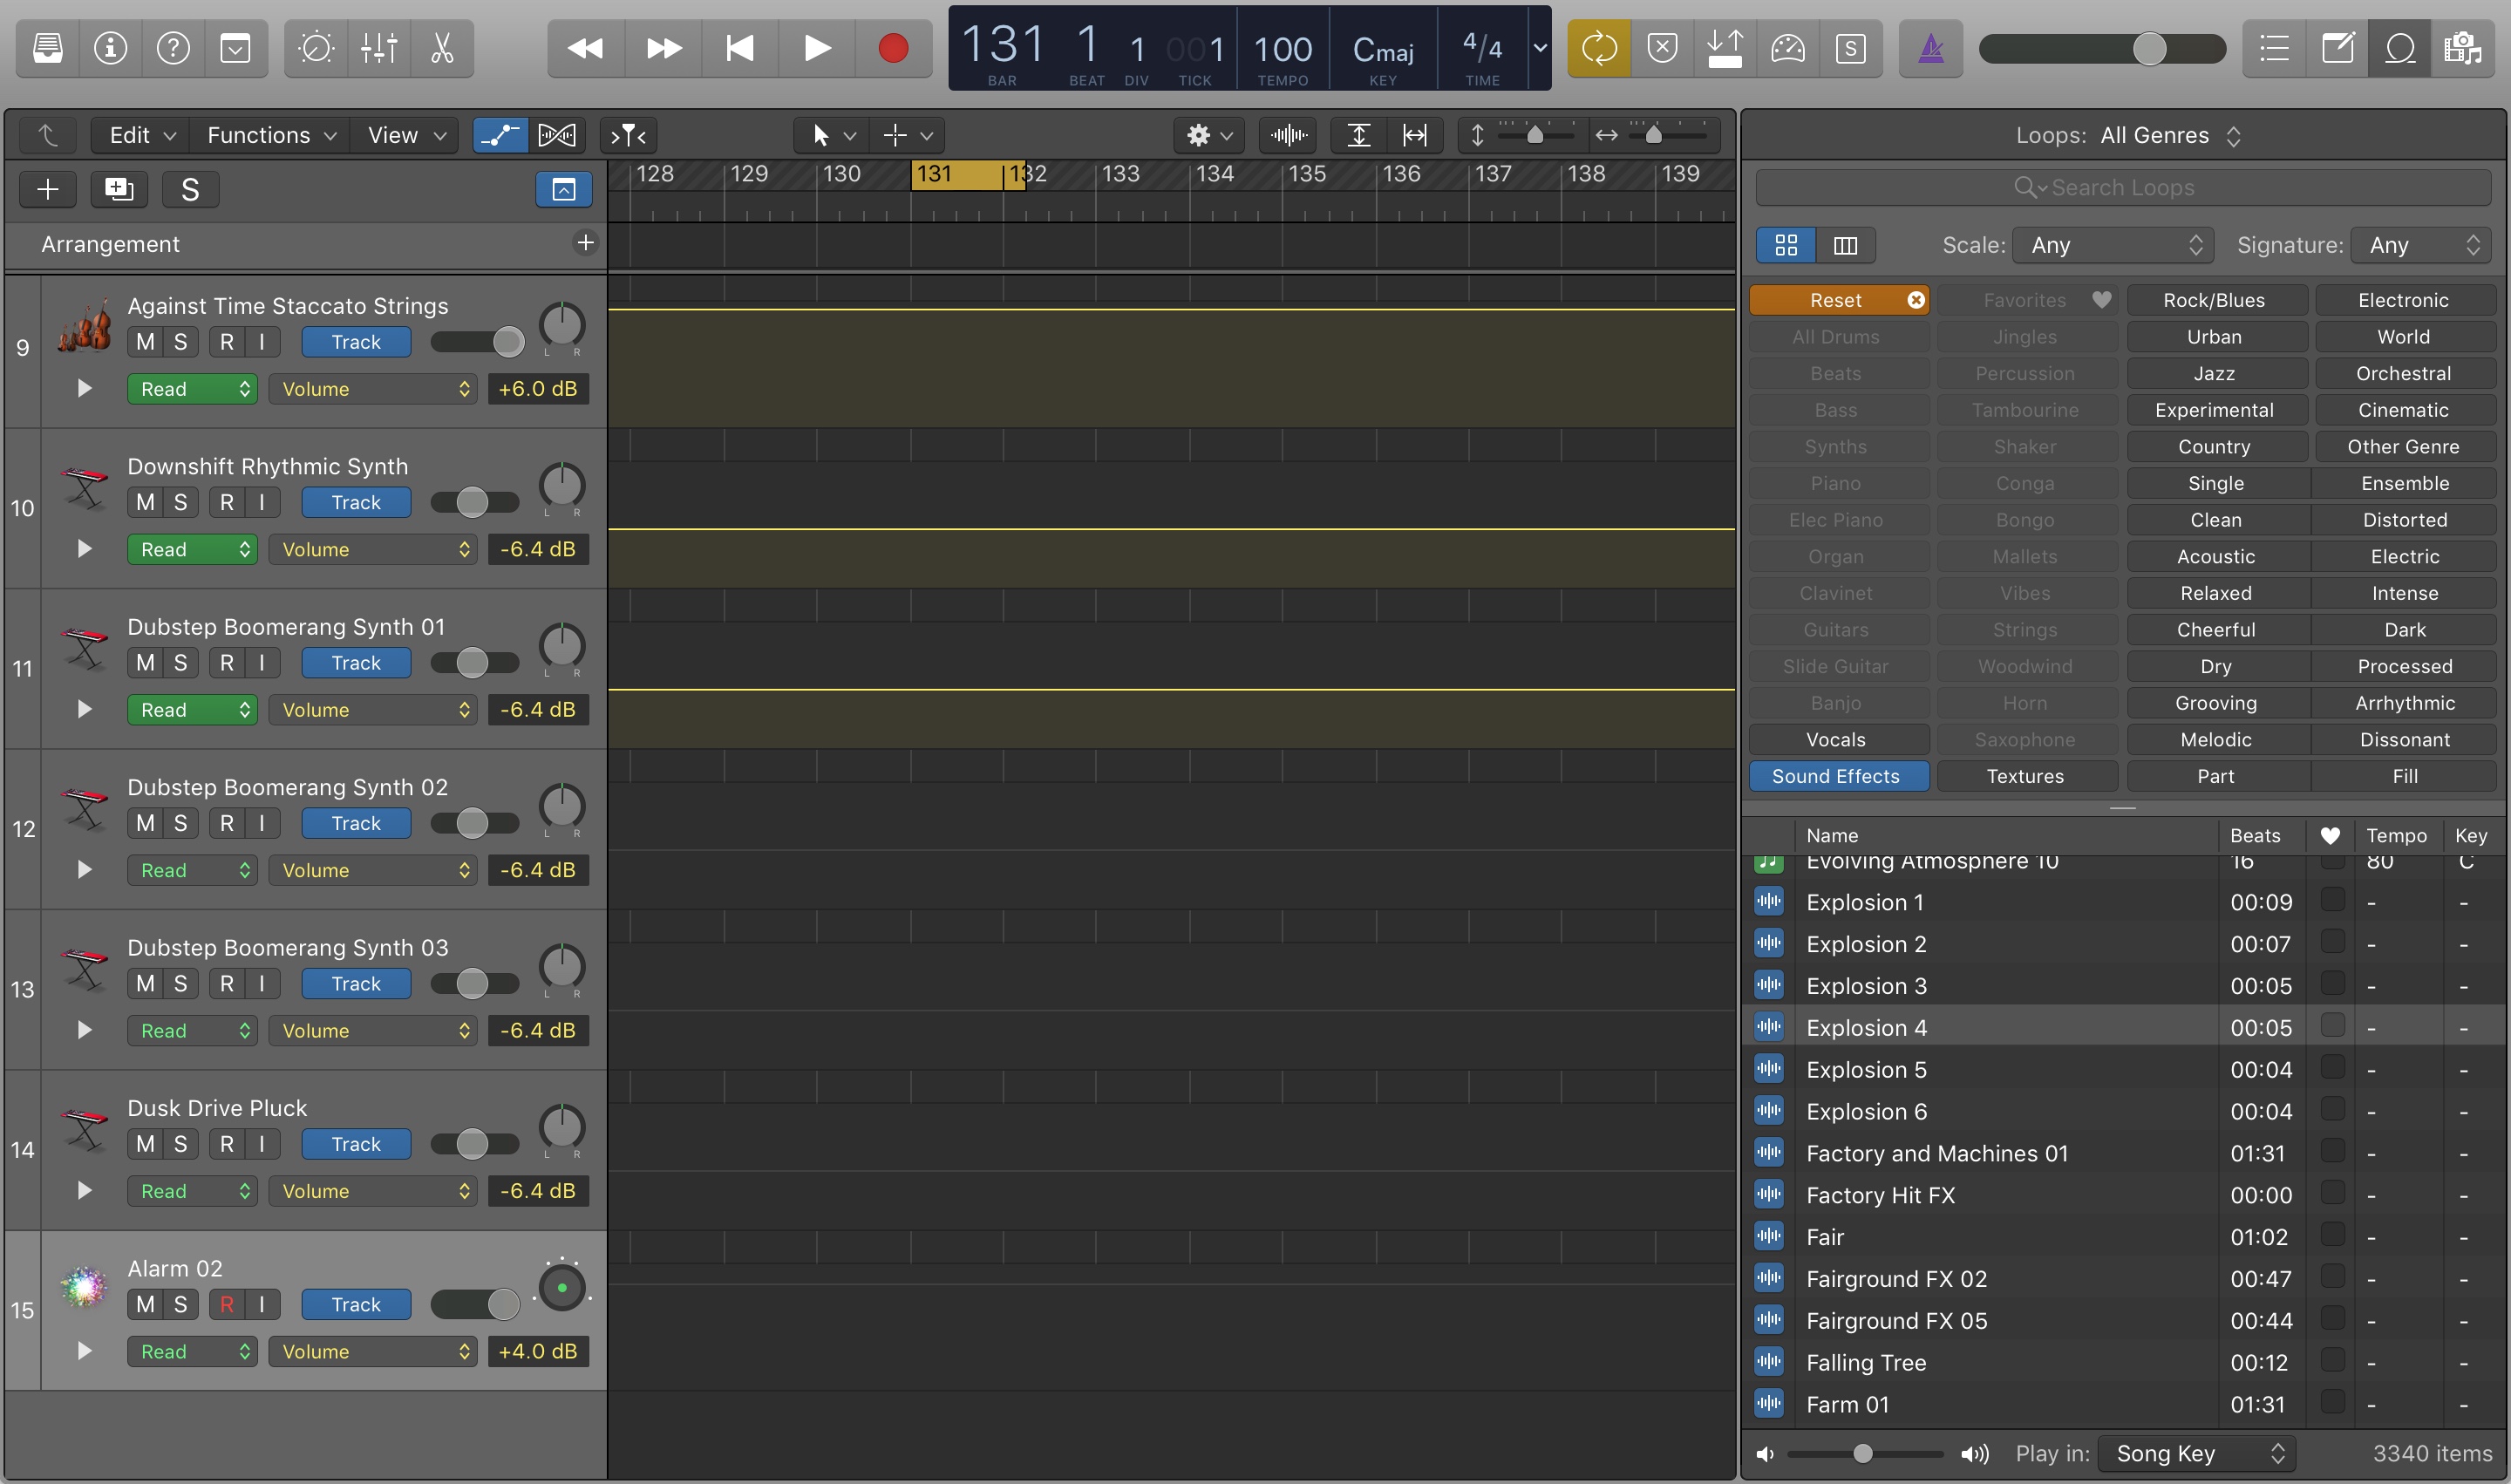 131 1 1 001 100 Cmaj 4/4
BAR BEAT DIV TICK TEMPO KEY TIME
S
Edit Functions View
Loops: All Genres
S
128 129 130 131 132 133 134 135 136 137 138 139
Search Loops
Arrangement
Scale: Any Signature: Any
9
Against Time Staccato Strings
M S R I Track L R
Read Volume +6.0 dB
10
Downshift Rhythmic Synth
M S R I Track L R
Read Volume -6.4 dB
11
Dubstep Boomerang Synth 01
M S R I Track L R
Read Volume -6.4 dB
12
Dubstep Boomerang Synth 02
M S R I Track L R
Read Volume -6.4 dB
13
Dubstep Boomerang Synth 03
M S R I Track L R
Read Volume -6.4 dB
14
Dusk Drive Pluck
M S R I Track L R
Read Volume -6.4 dB
15
Alarm 02
M S R I Track
Read Volume +4.0 dB
Reset Favorites Rock/Blues Electronic
All Drums Jingles Urban World
Beats Percussion Jazz Orchestral
Bass Tambourine Experimental Cinematic
Synths Shaker Country Other Genre
Piano Conga Single Ensemble
Elec Piano Bongo Clean Distorted
Organ Mallets Acoustic Electric
Clavinet Vibes Relaxed Intense
Guitars Strings Cheerful Dark
Slide Guitar Woodwind Dry Processed
Banjo Horn Grooving Arrhythmic
Vocals Saxophone Melodic Dissonant
Sound Effects Textures Part Fill
Name Beats Tempo Key
Evolving Atmosphere 10 16 80 C
Explosion 1 00:09 - -
Explosion 2 00:07 - -
Explosion 3 00:05 - -
Explosion 4 00:05 - -
Explosion 5 00:04 - -
Explosion 6 00:04 - -
Factory and Machines 01 01:31 - -
Factory Hit FX 00:00 - -
Fair 01:02 - -
Fairground FX 02 00:47 - -
Fairground FX 05 00:44 - -
Falling Tree 00:12 - -
Farm 01 01:31 - -
Play in: Song Key 3340 items